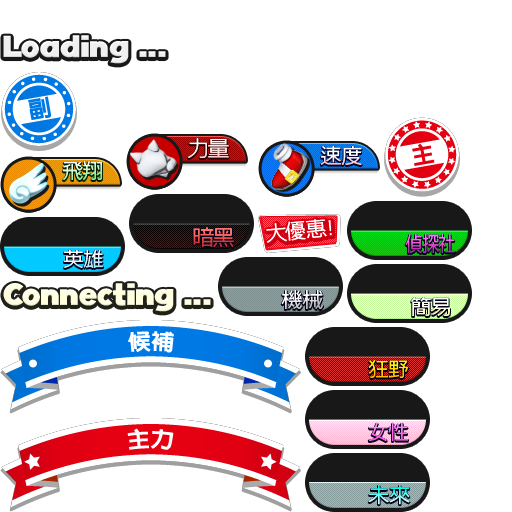 Loading ...
副
飛翔
力量
速度
主
英雄
暗黑
大優惠!
偵探社
Connecting ...
機械
簡易
候補
狂野
女性
主力
未來